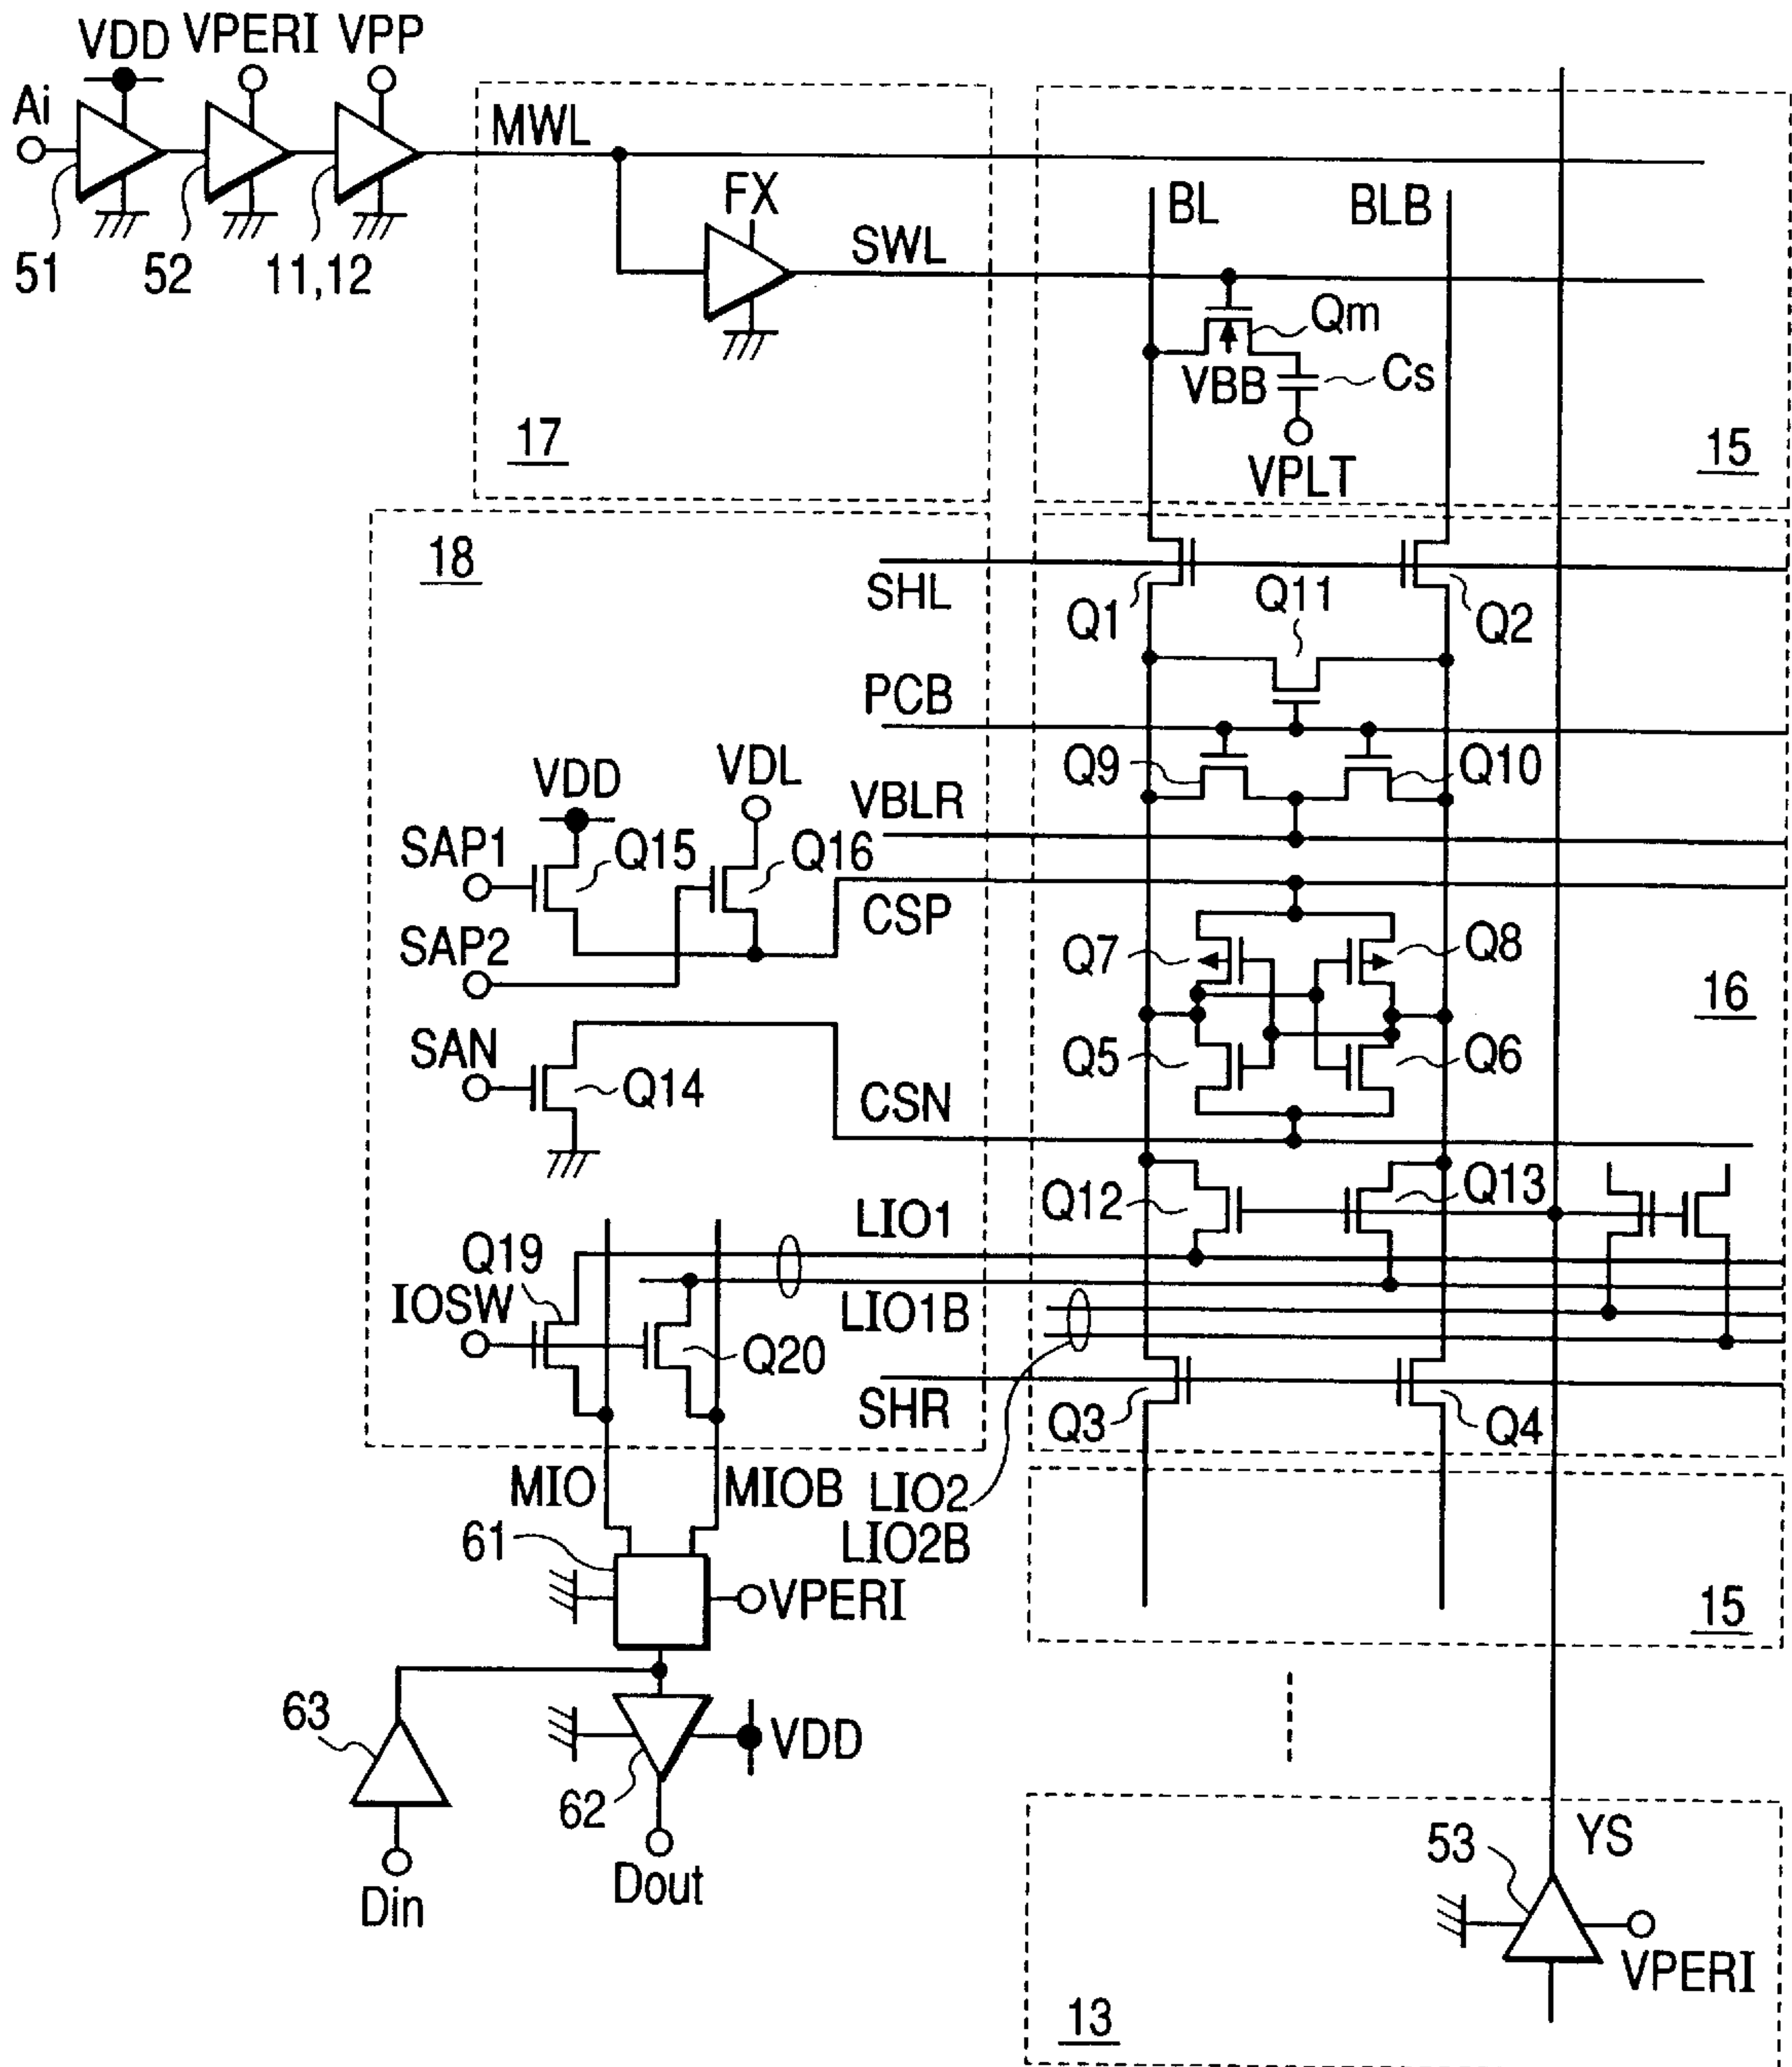 VDD VPERI VPP
Ai
51 52 11,12
MWL
FX
SWL
17
BL BLB
Qm
VBB Cs
VPLT
15
18
SHL
Q1 Q11 Q2
PCB
Q9 Q10
VDD VDL
VBLR
SAP1 Q15 Q16
CSP
SAP2
Q7 Q8
16
SAN
Q14
Q5 Q6
CSN
Q12 Q13
LIO1
Q19
IOSW
LIO1B
Q20
SHR
Q3 Q4
MIO MIOB
LIO2
LIO2B
61
VPERI
15
63
VDD
62
Din Dout
53 YS
VPERI
13